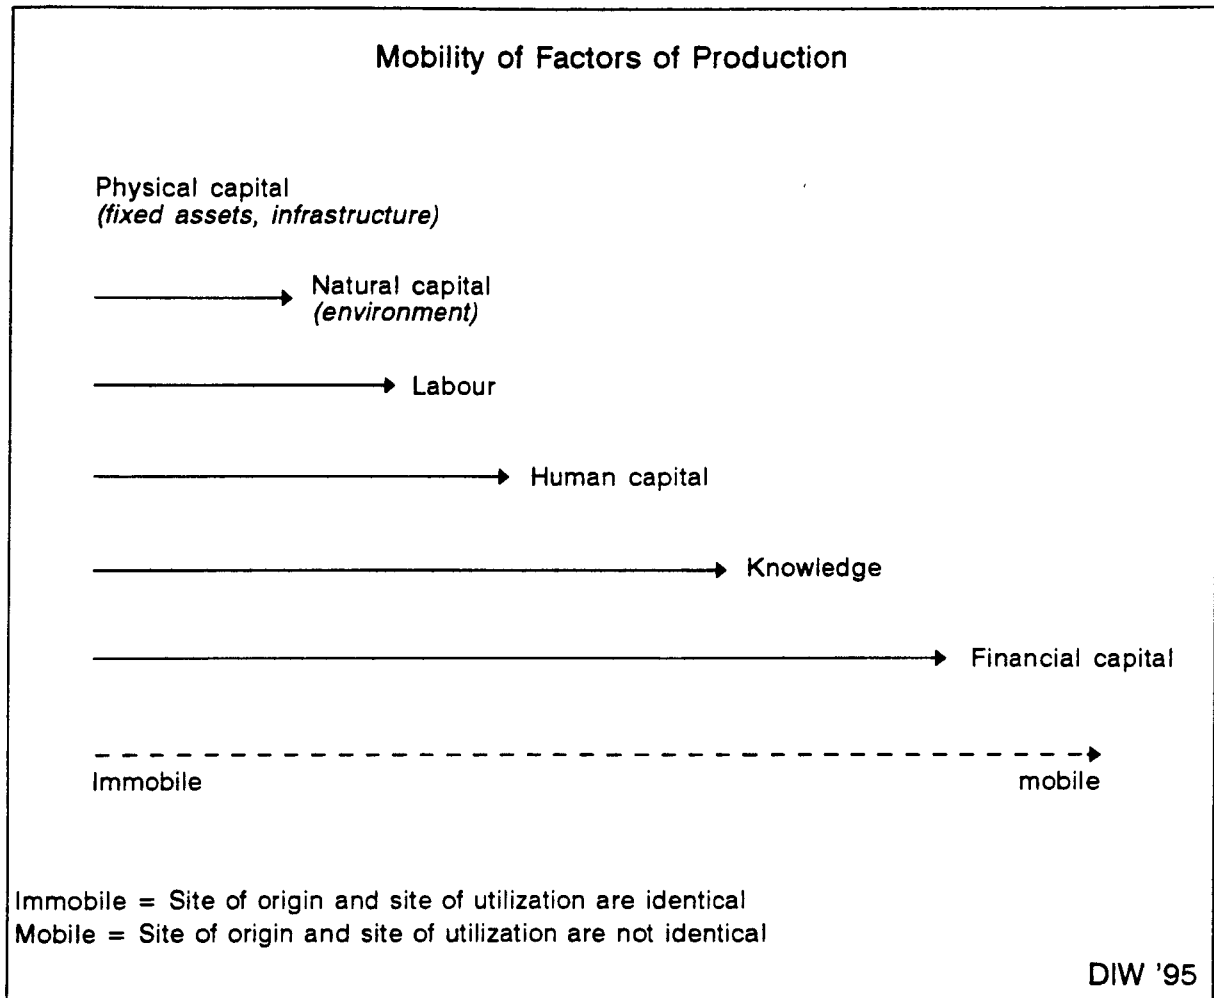 Mobility of Factors of Production
Physical capital
(fixed assets, infrastructure)
Natural capital
(environment)
Labour
Human capital
Knowledge
Financial capital
Immobile
mobile
Immobile = Site of origin and site of utilization are identical
Mobile = Site of origin and site of utilization are not identical
DIW '95